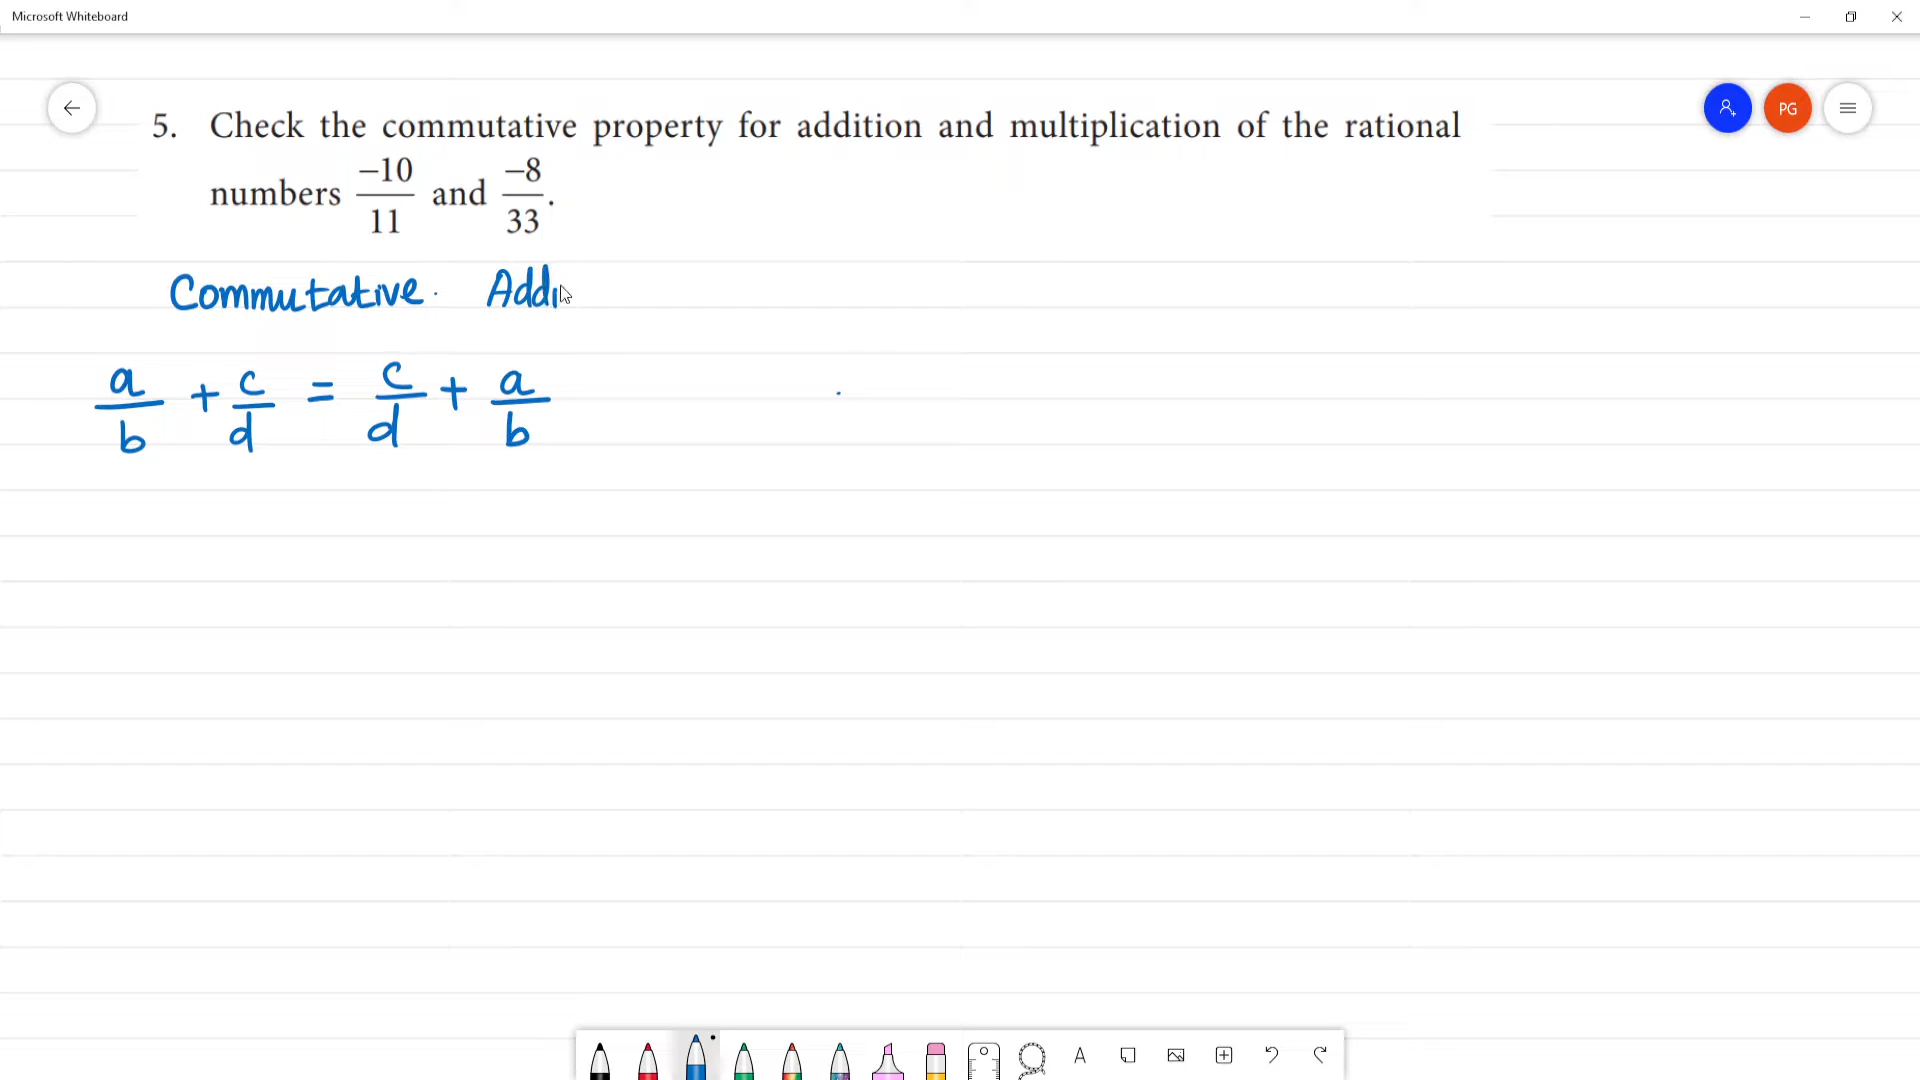 Microsoft Whiteboard
5. Check the commutative property for addition and multiplication of the rational
numbers –10/11 and –8/33.
PG
Commutative. Addi
a/b + c/d = c/d + a/b
A